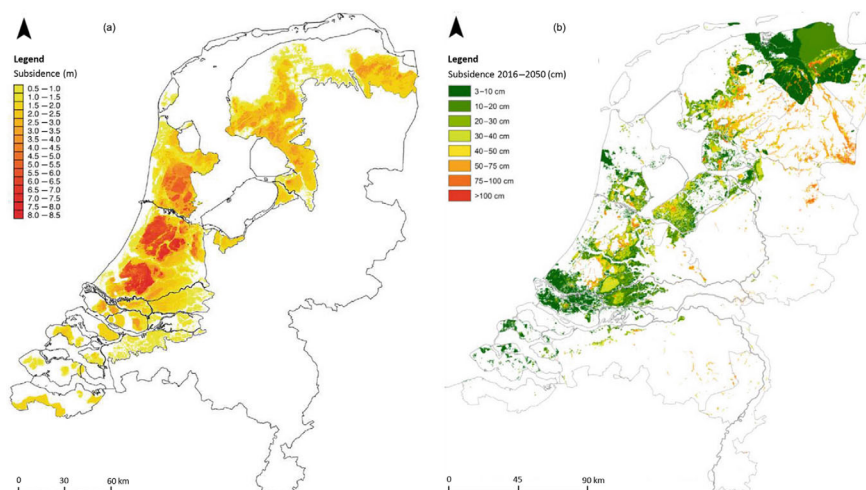 (a)
Legend
Subsidence (m)
0.5–1.0
1.0–1.5
1.5–2.0
2.0–2.5
2.5–3.0
3.0–3.5
3.5–4.0
4.0–4.5
4.5–5.0
5.0–5.5
5.5–6.0
6.0–6.5
6.5–7.0
7.0–7.5
7.5–8.0
8.0–8.5
0 30 60 km
(b)
Legend
Subsidence 2016–2050 (cm)
3–10 cm
10–20 cm
20–30 cm
30–40 cm
40–50 cm
50–75 cm
75–100 cm
>100 cm
0 45 90 km